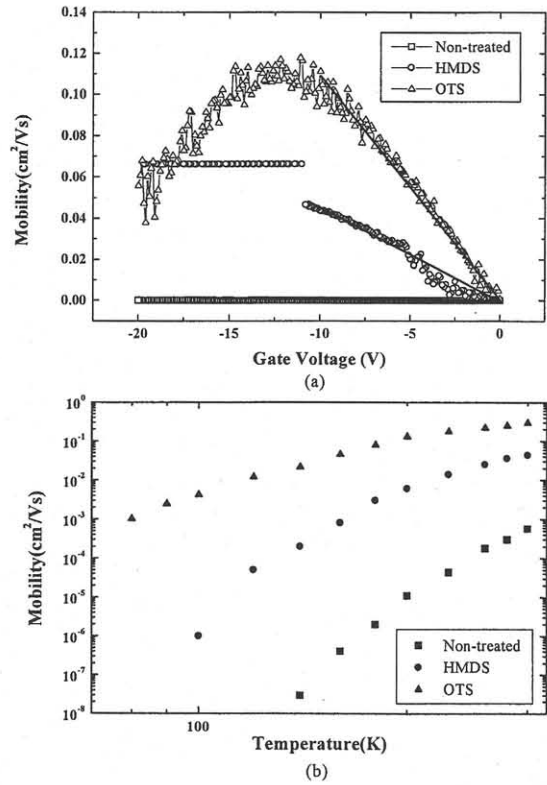 (a)
0.14
0.12
0.10
0.08
0.06
0.04
0.02
0.00
Mobility(cm²/Vs)
Non-treated
HMDS
OTS
-20 -15 -10 -5 0
Gate Voltage (V)
(a)
10⁰
10⁻¹
10⁻²
10⁻³
10⁻⁴
10⁻⁵
10⁻⁶
10⁻⁷
10⁻⁸
Mobility(cm²/Vs)
Non-treated
HMDS
OTS
100
Temperature(K)
(b)